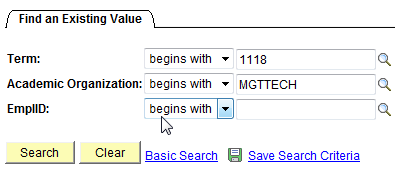 Find an Existing Value
Term: begins with 1118
Academic Organization: begins with MGTTECH
EmplID: begins with
Search Clear Basic Search Save Search Criteria